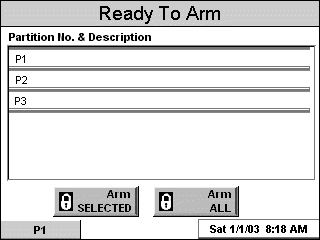 Ready To Arm
Partition No. & Description
P1
P2
P3
Arm
SELECTED
Arm
ALL
P1
Sat 1/1/03 8:18 AM